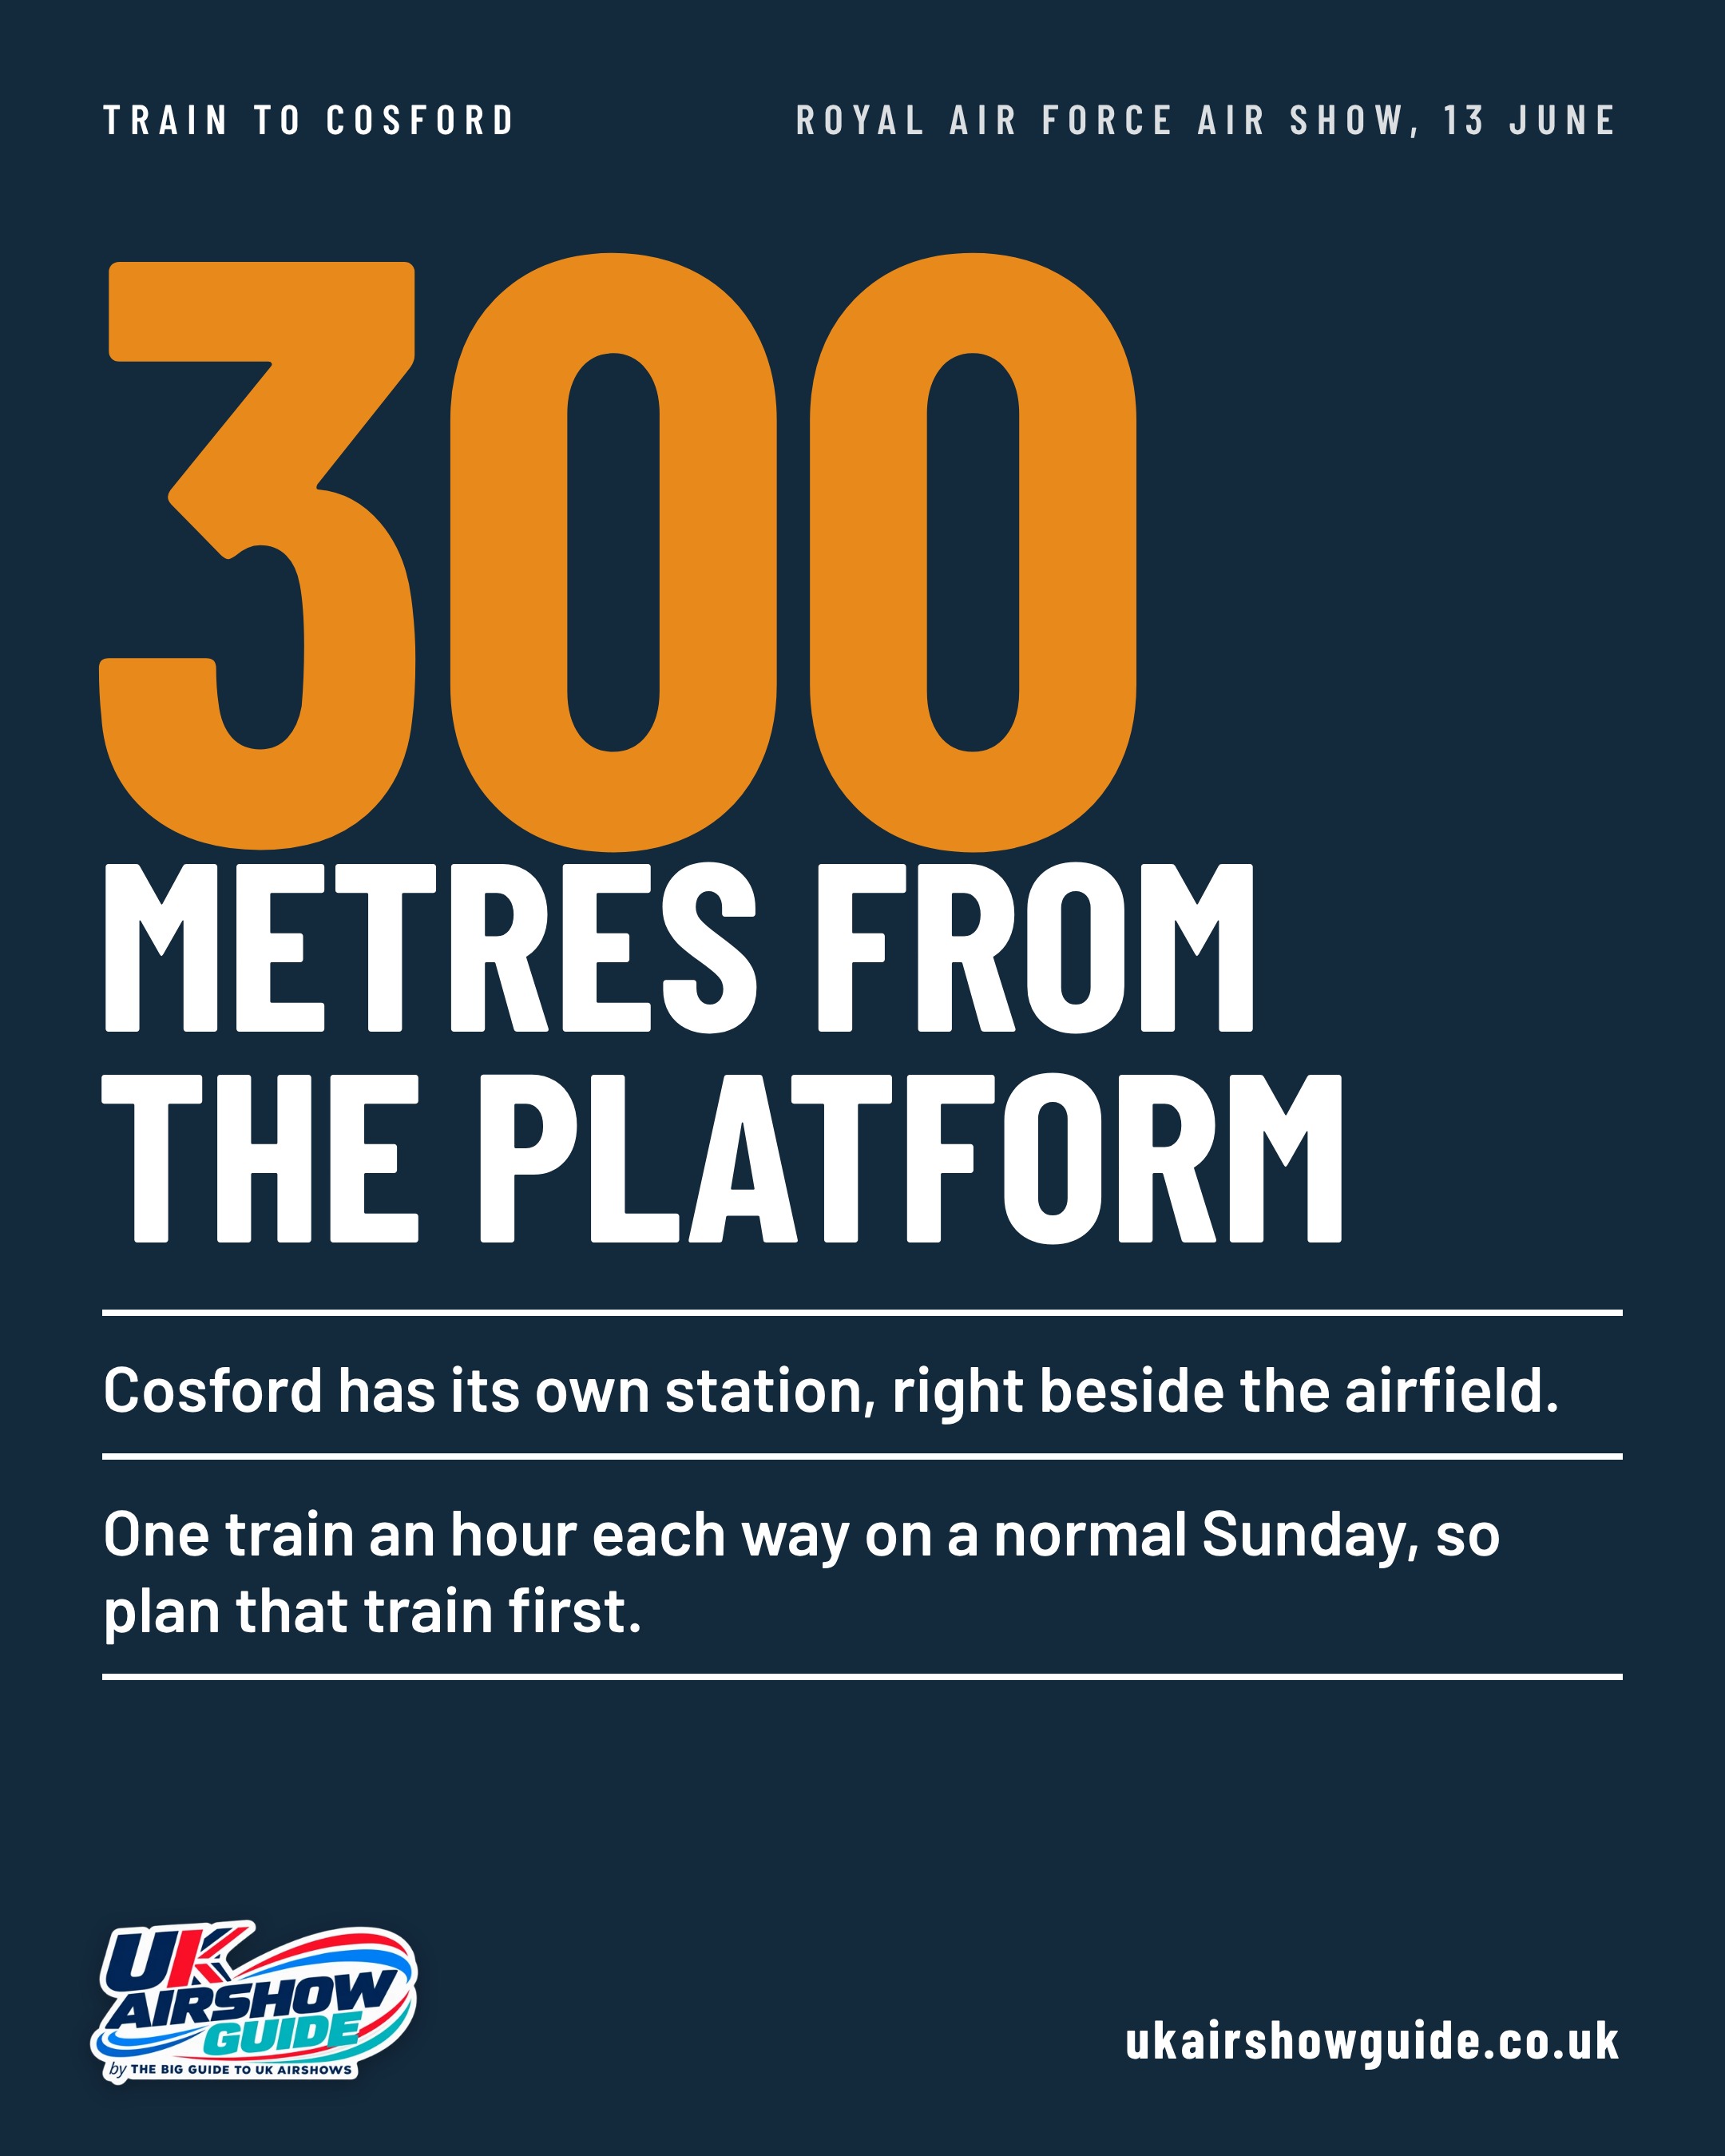 TRAIN TO COSFORD
ROYAL AIR FORCE AIR SHOW, 13 JUNE
300
METRES FROM
THE PLATFORM
Cosford has its own station, right beside the airfield.
One train an hour each way on a normal Sunday, so
plan that train first.
UK
AIRSHOW
GUIDE
by THE BIG GUIDE TO UK AIRSHOWS
ukairshowguide.co.uk